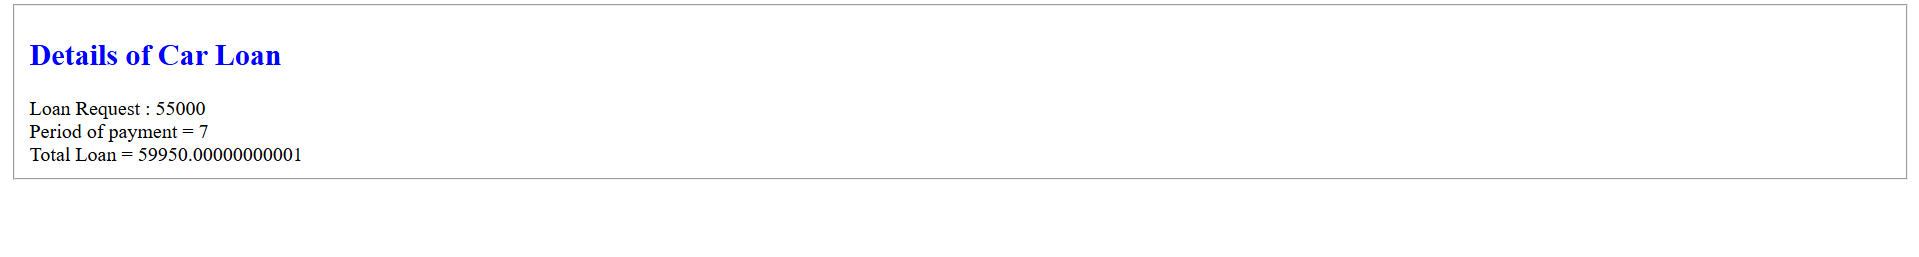 Details of Car Loan
Loan Request : 55000
Period of payment = 7
Total Loan = 59950.00000000001